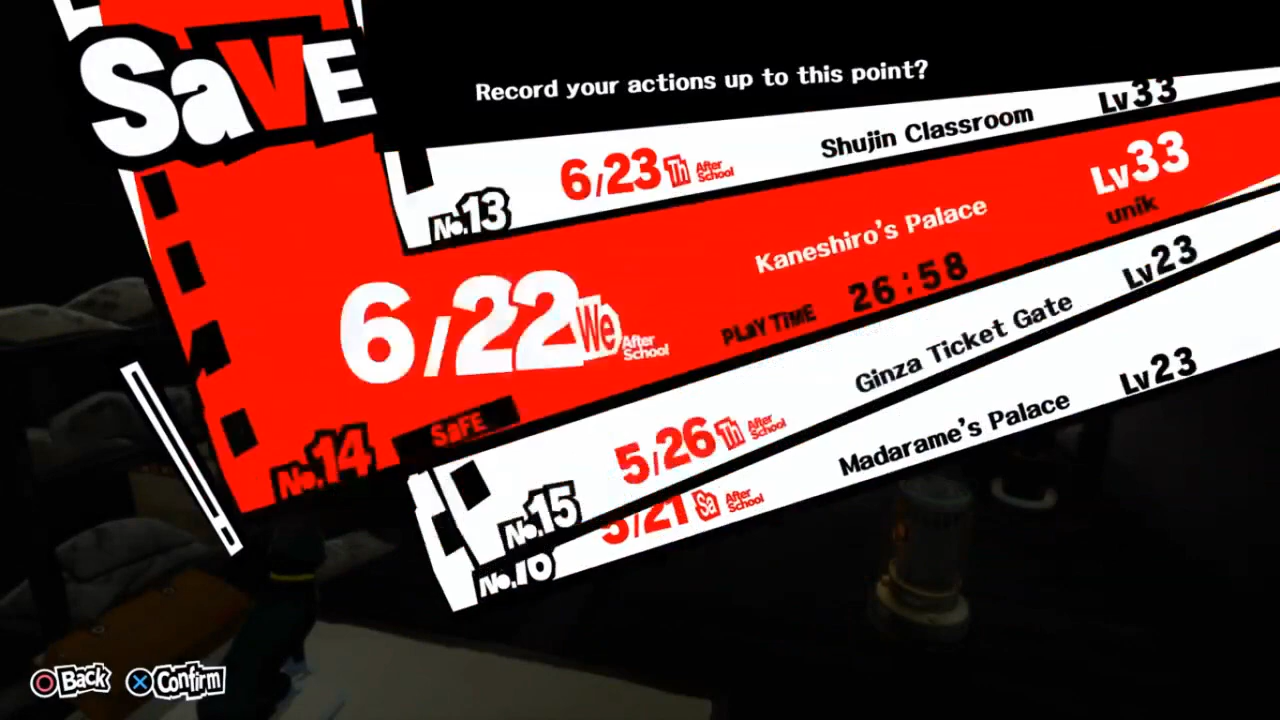 SavE
Record your actions up to this point?
No.13 6/23 Th After School Shujin Classroom Lv33
6/22 We After School Kaneshiro's Palace Lv33
PLaY TiME 26:58 unik
No.14 SaFE
No.15 5/26 Th After School Ginza Ticket Gate Lv23
No.16 5/21 Sa After School Madarame's Palace Lv23
Back Confirm